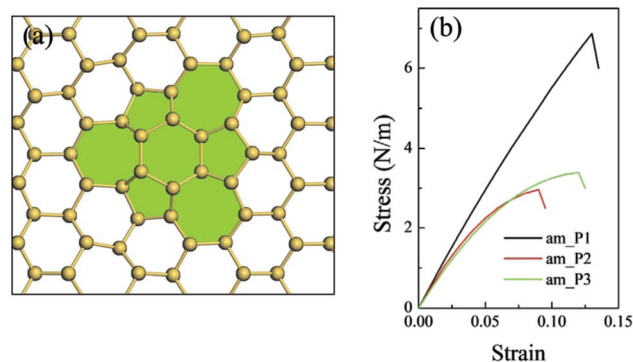 (a)
(b)
Stress (N/m)
6
4
2
0
am_P1
am_P2
am_P3
0.00 0.05 0.10 0.15
Strain